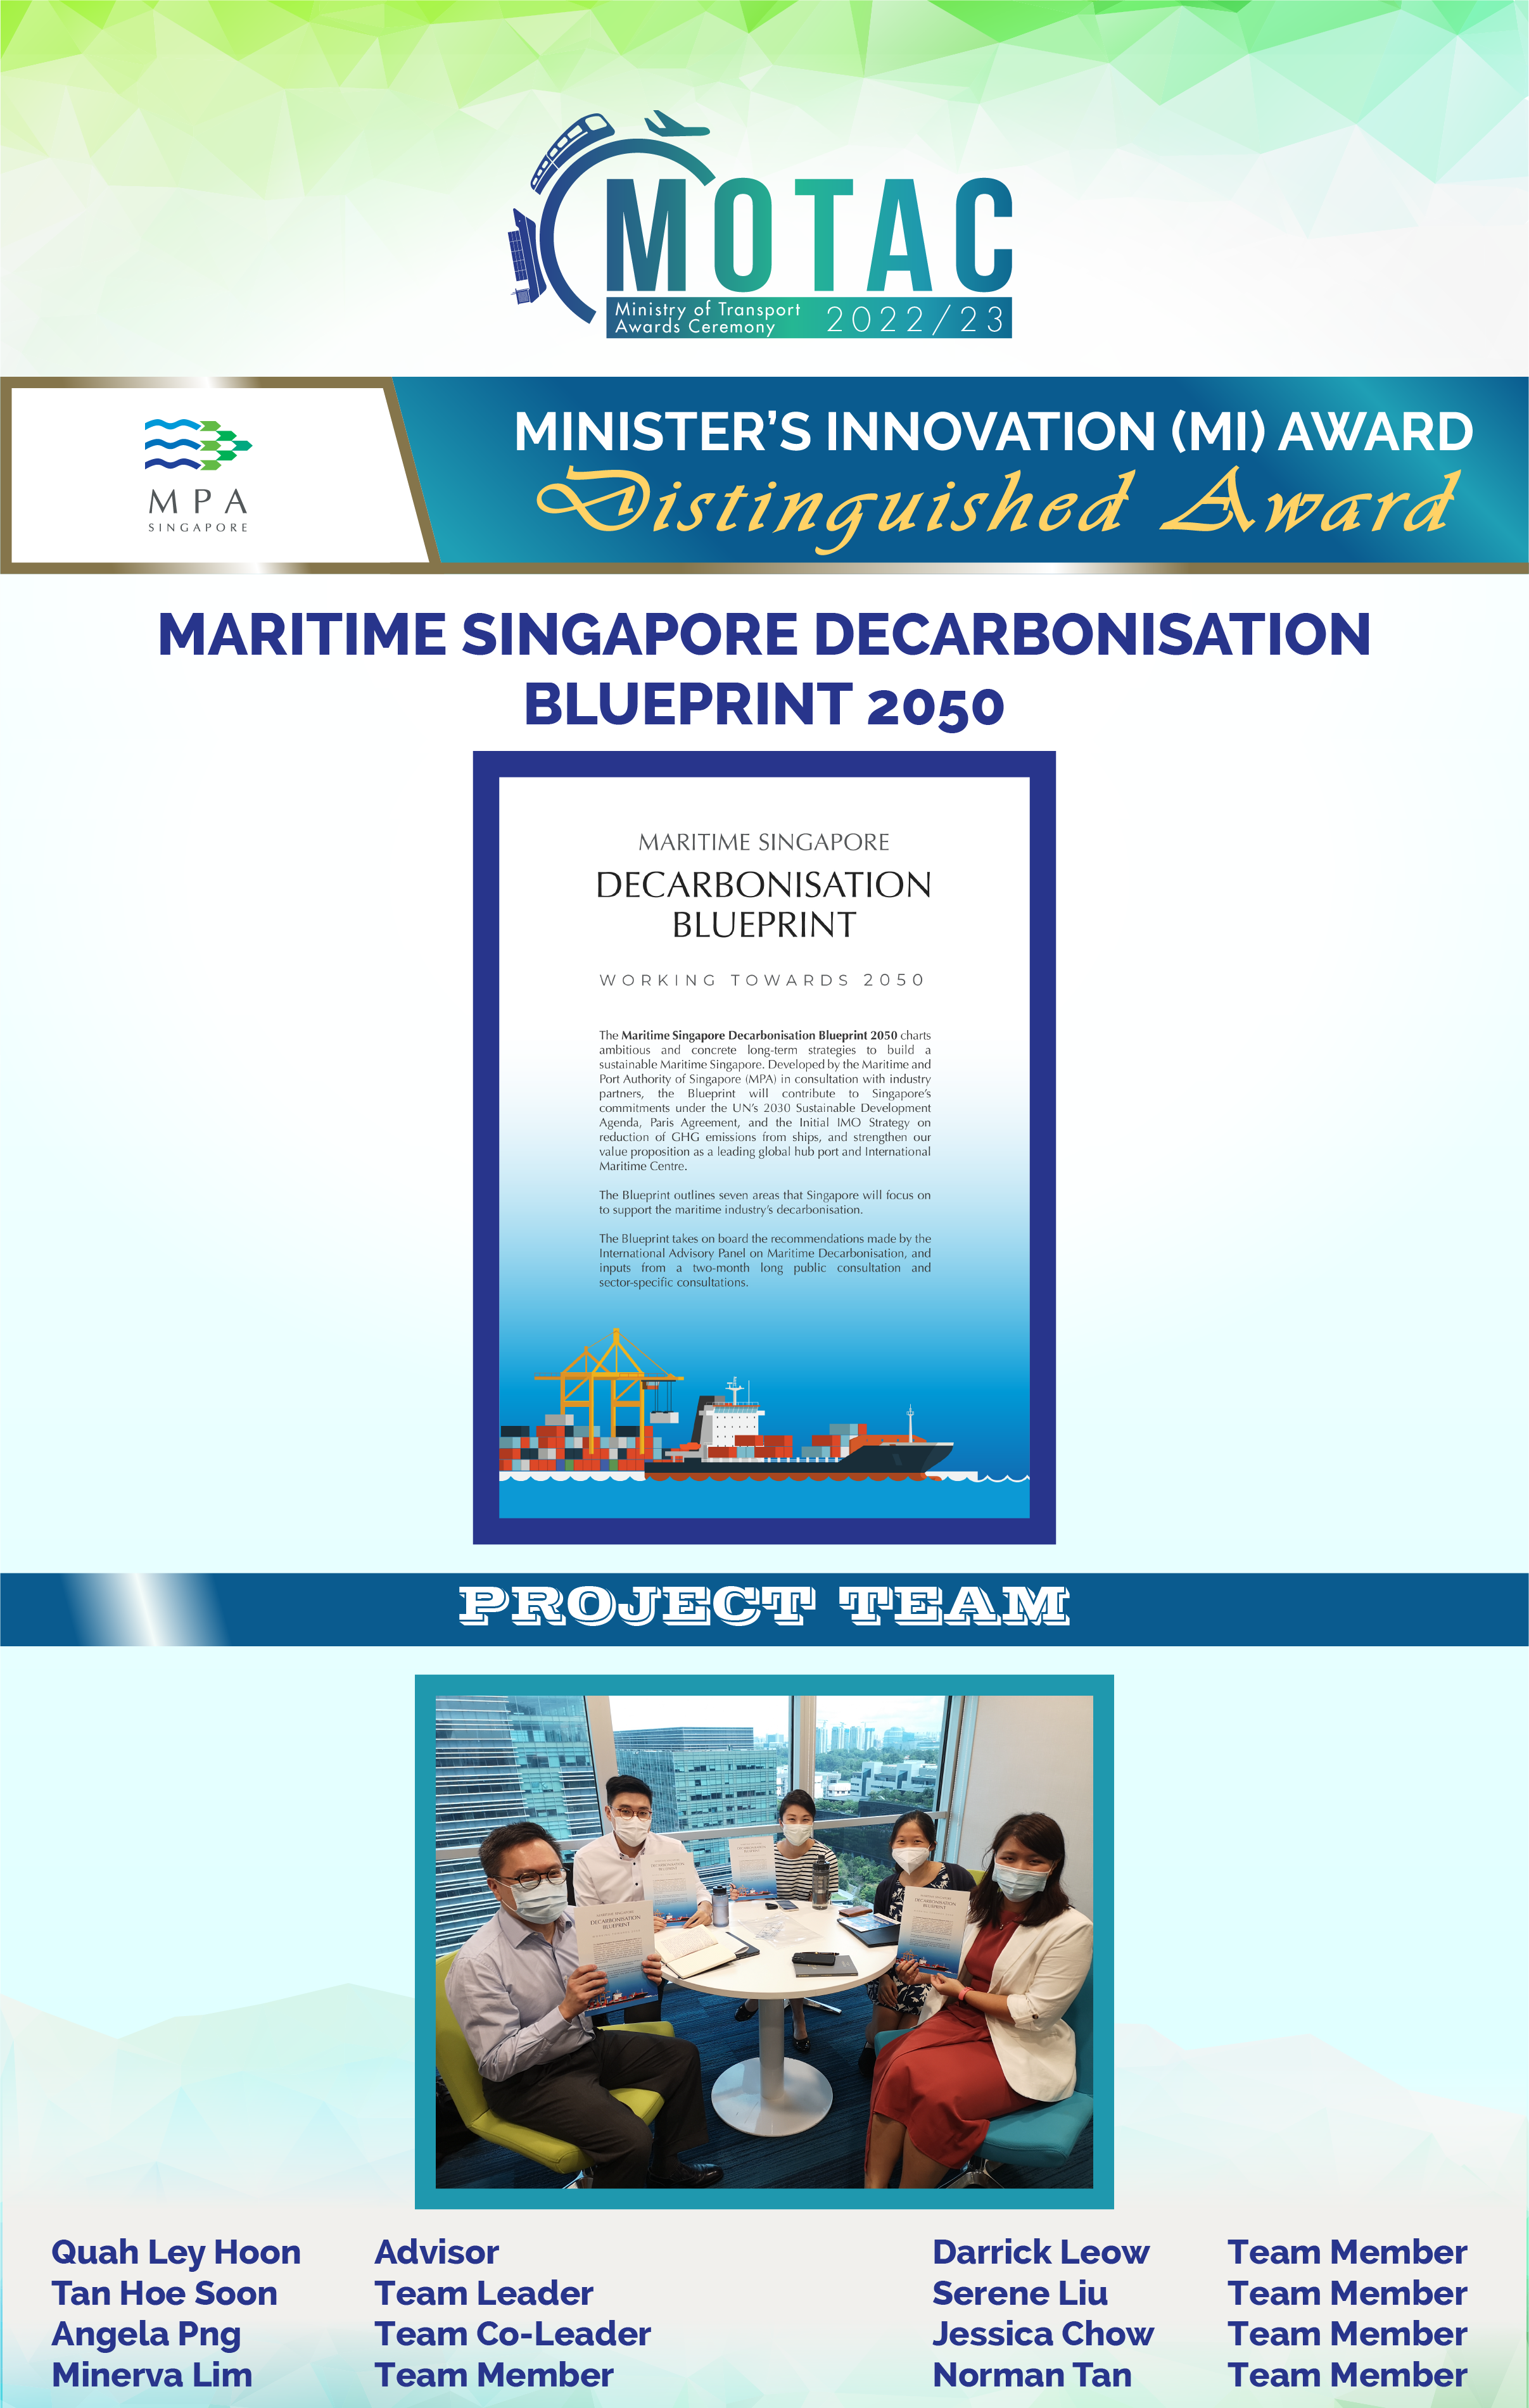 MOTAC
Ministry of Transport
Awards Ceremony 2022/23
MPA
SINGAPORE
MINISTER'S INNOVATION (MI) AWARD
Distinguished Award
MARITIME SINGAPORE DECARBONISATION
BLUEPRINT 2050
MARITIME SINGAPORE
DECARBONISATION
BLUEPRINT
WORKING TOWARDS 2050
The Maritime Singapore Decarbonisation Blueprint 2050 charts
ambitious and concrete long-term strategies to build a
sustainable Maritime Singapore. Developed by the Maritime and
Port Authority of Singapore (MPA) in consultation with industry
partners, the Blueprint will contribute to Singapore's
commitments under the UN's 2030 Sustainable Development
Agenda, Paris Agreement, and the Initial IMO Strategy on
reduction of GHG emissions from ships, and strengthen our
value proposition as a leading global hub port and International
Maritime Centre.
The Blueprint outlines seven areas that Singapore will focus on
to support the maritime industry's decarbonisation.
The Blueprint takes on board the recommendations made by the
International Advisory Panel on Maritime Decarbonisation, and
inputs from a two-month long public consultation and
sector-specific consultations.
PROJECT TEAM
MARITIME SINGAPORE
DECARBONISATION
BLUEPRINT
DECARBONISATION
BLUEPRINT
DECARBONISATION
BLUEPRINT
Quah Ley Hoon Advisor
Tan Hoe Soon Team Leader
Angela Png Team Co-Leader
Minerva Lim Team Member
Darrick Leow Team Member
Serene Liu Team Member
Jessica Chow Team Member
Norman Tan Team Member